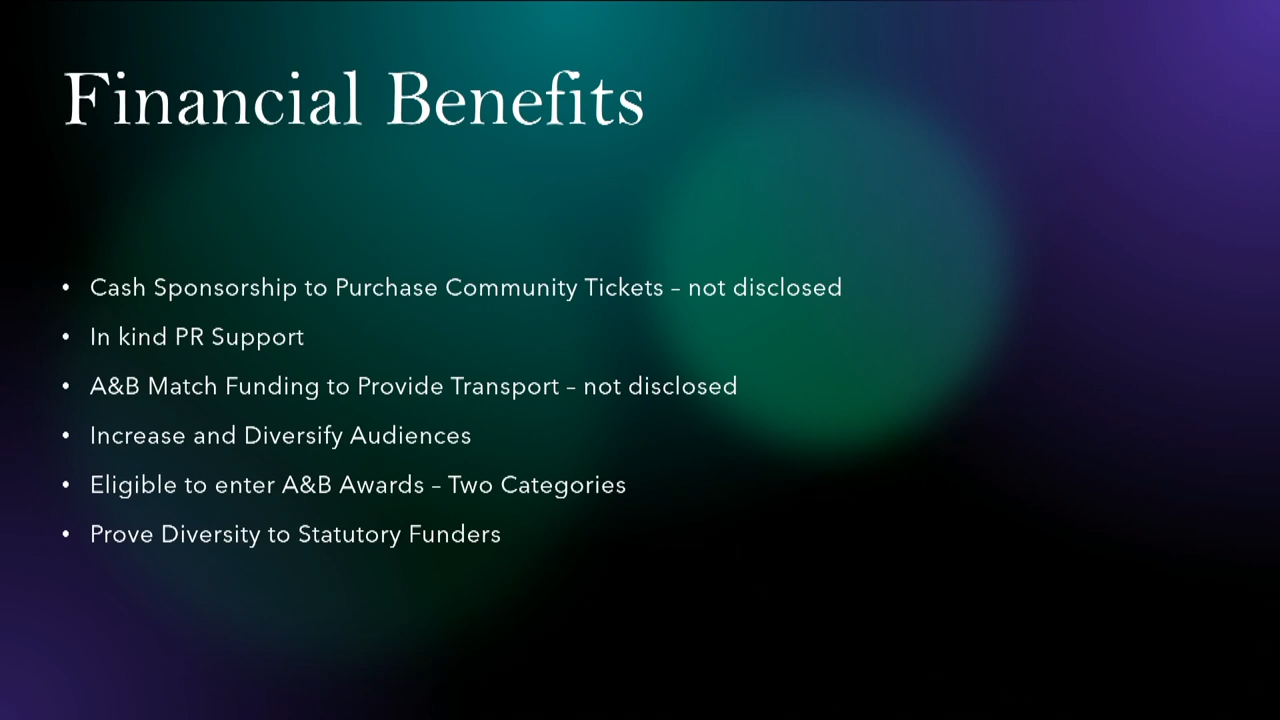 Financial Benefits
• Cash Sponsorship to Purchase Community Tickets – not disclosed
• In kind PR Support
• A&B Match Funding to Provide Transport – not disclosed
• Increase and Diversify Audiences
• Eligible to enter A&B Awards – Two Categories
• Prove Diversity to Statutory Funders